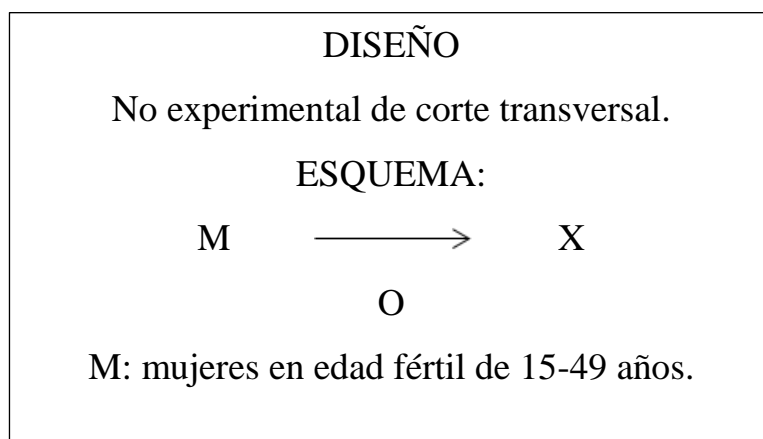 DISEÑO
No experimental de corte transversal.
ESQUEMA:
M X
O
M: mujeres en edad fértil de 15-49 años.